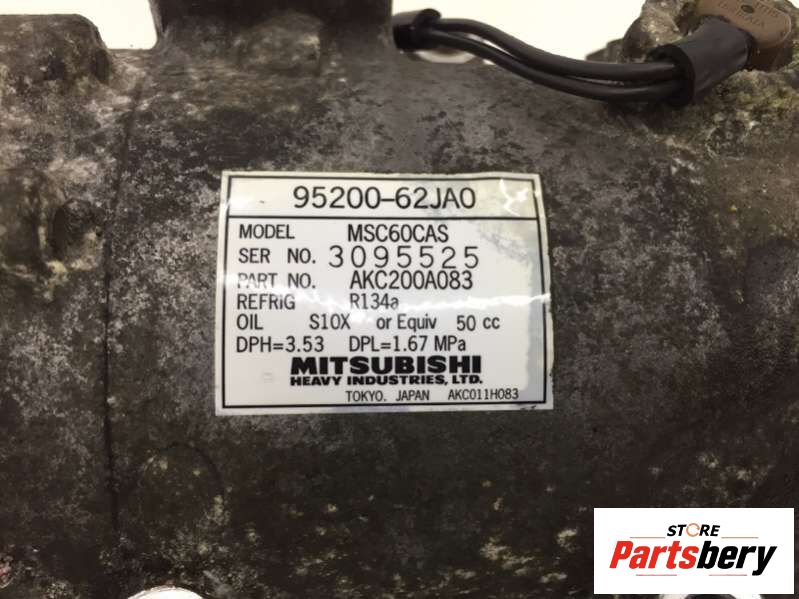 95200-62JA0
MODEL MSC60CAS
SER NO. 3095525
PART NO. AKC200A083
REFRIG R134a
OIL S10X or Equiv 50 cc
DPH=3.53 DPL=1.67 MPa
MITSUBISHI
HEAVY INDUSTRIES, LTD.
TOKYO. JAPAN AKC011H083
STORE
Partsbery